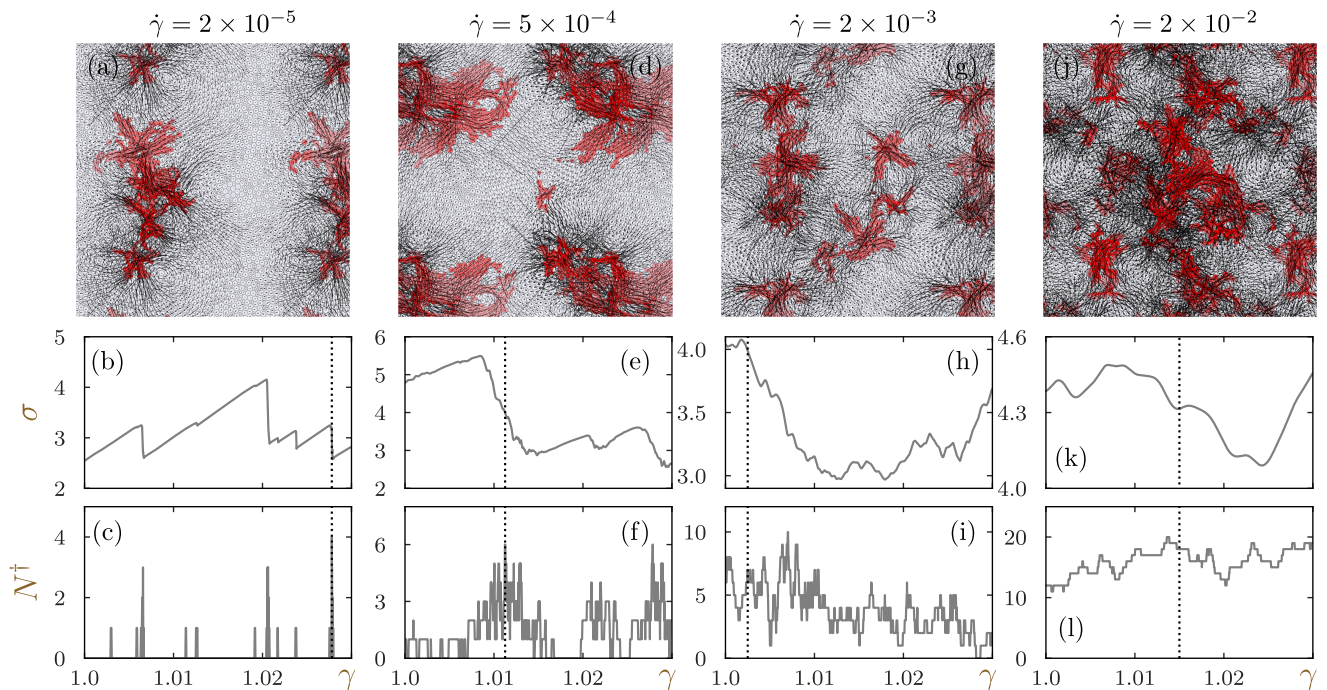 γ̇ = 2 × 10⁻⁵ γ̇ = 5 × 10⁻⁴ γ̇ = 2 × 10⁻³ γ̇ = 2 × 10⁻²
(a) (d) (g) (j)
5 6 4.0 4.6
(b) (e) (h)
4 5
σ 3.5 4.3
4
3 3 3.0 (k)
2 2 4.0
(c) (f) 10 (i) 20
4 6
N†
2 3 5 10
(l)
0 0 0 0
1.0 1.01 1.02 γ 1.0 1.01 1.02 γ 1.0 1.01 1.02 γ 1.0 1.01 1.02 γ